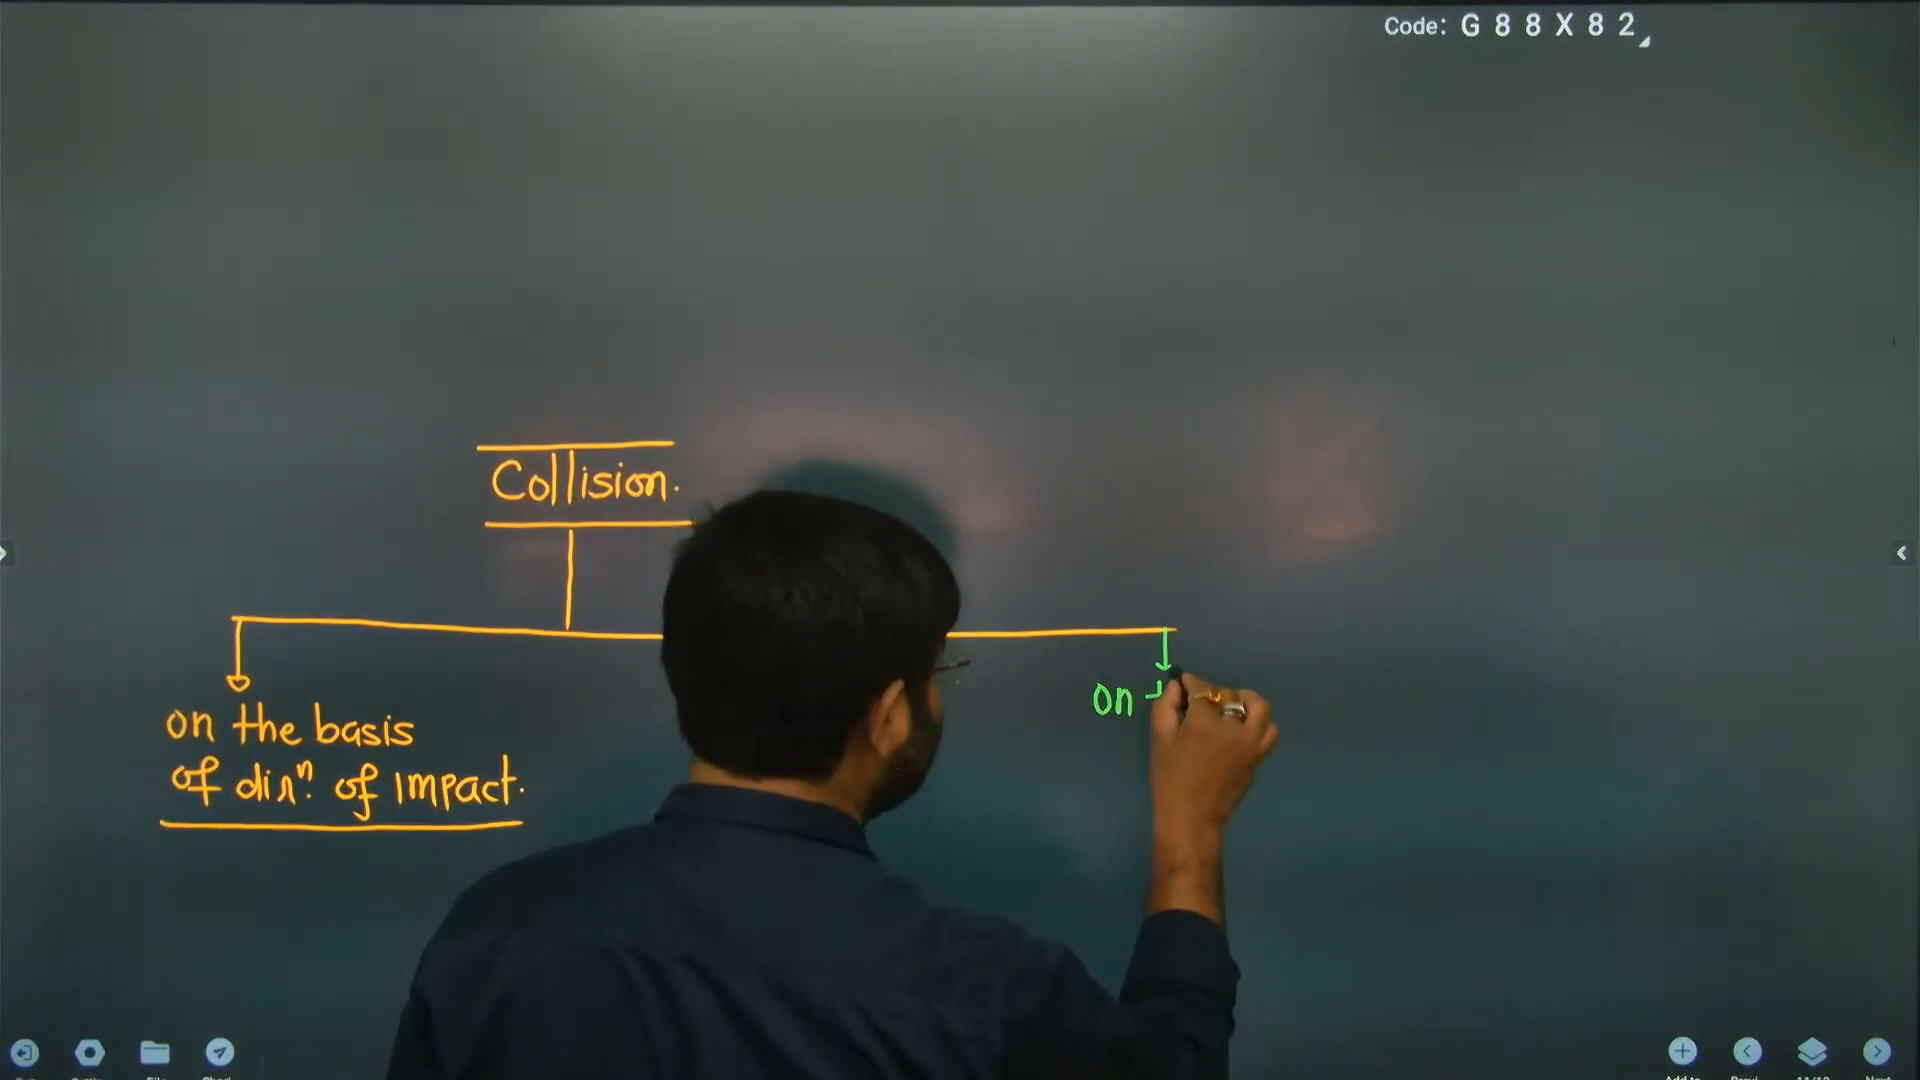 Code: G 8 8 X 8 2
Collision.
on the basis
of dirⁿ. of impact.
on